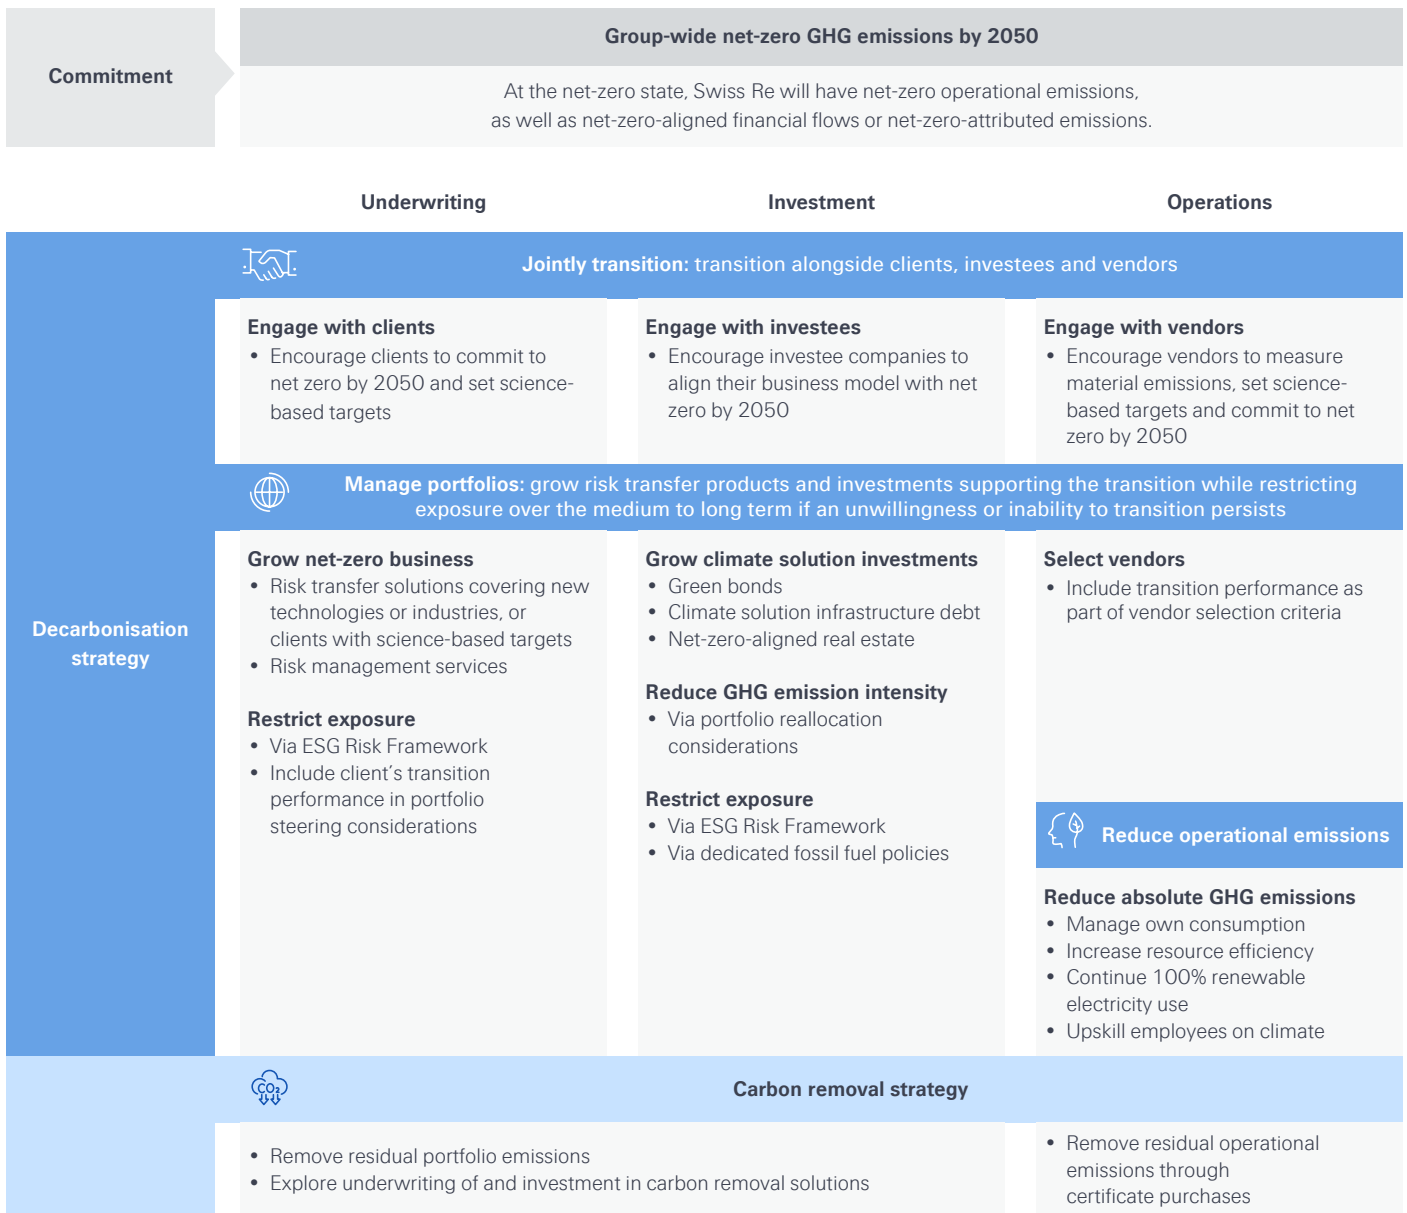 Commitment
Group-wide net-zero GHG emissions by 2050
At the net-zero state, Swiss Re will have net-zero operational emissions,
as well as net-zero-aligned financial flows or net-zero-attributed emissions.
Underwriting
Investment
Operations
Decarbonisation
strategy
Jointly transition: transition alongside clients, investees and vendors
Engage with clients
• Encourage clients to commit to
net zero by 2050 and set science-
based targets
Engage with investees
• Encourage investee companies to
align their business model with net
zero by 2050
Engage with vendors
• Encourage vendors to measure
material emissions, set science-
based targets and commit to net
zero by 2050
Manage portfolios: grow risk transfer products and investments supporting the transition while restricting
exposure over the medium to long term if an unwillingness or inability to transition persists
Grow net-zero business
• Risk transfer solutions covering new
technologies or industries, or
clients with science-based targets
• Risk management services
Restrict exposure
• Via ESG Risk Framework
• Include client's transition
performance in portfolio
steering considerations
Grow climate solution investments
• Green bonds
• Climate solution infrastructure debt
• Net-zero-aligned real estate
Reduce GHG emission intensity
• Via portfolio reallocation
considerations
Restrict exposure
• Via ESG Risk Framework
• Via dedicated fossil fuel policies
Select vendors
• Include transition performance as
part of vendor selection criteria
Reduce operational emissions
Reduce absolute GHG emissions
• Manage own consumption
• Increase resource efficiency
• Continue 100% renewable
electricity use
• Upskill employees on climate
CO₂
Carbon removal strategy
• Remove residual portfolio emissions
• Explore underwriting of and investment in carbon removal solutions
• Remove residual operational
emissions through
certificate purchases